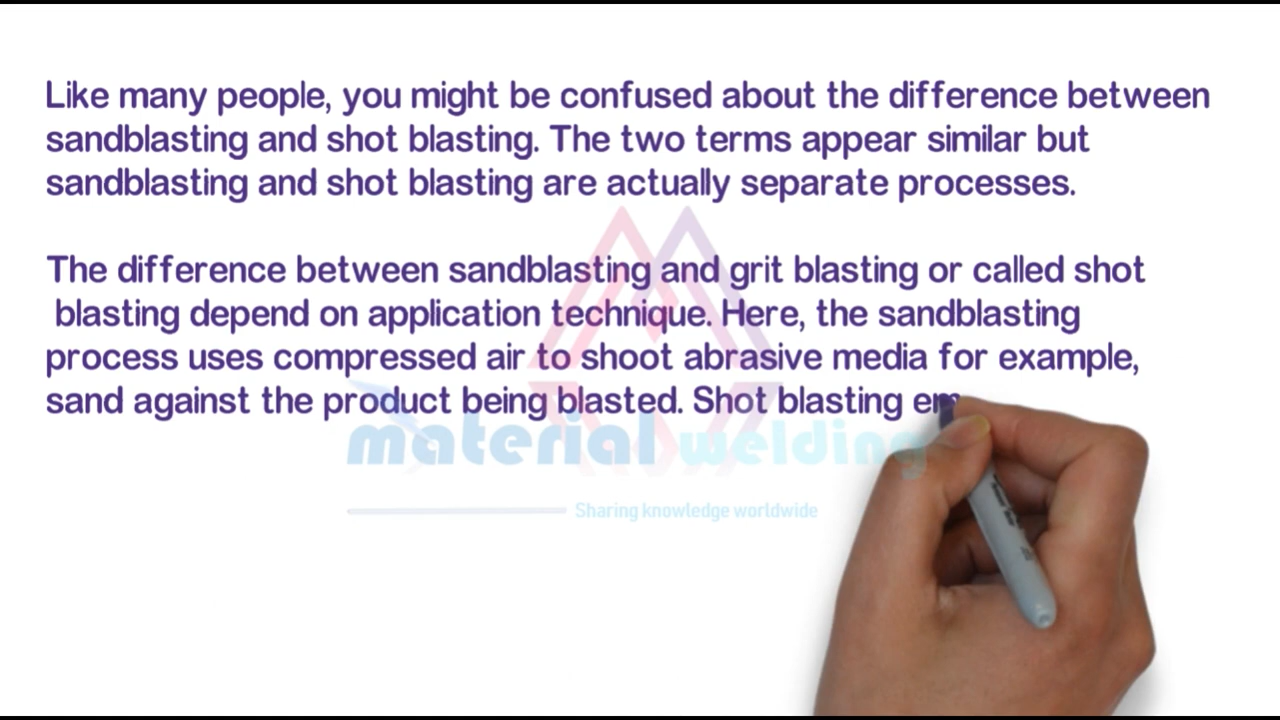 Like many people, you might be confused about the difference between
sandblasting and shot blasting. The two terms appear similar but
sandblasting and shot blasting are actually separate processes.
The difference between sandblasting and grit blasting or called shot
blasting depend on application technique. Here, the sandblasting
process uses compressed air to shoot abrasive media for example,
sand against the product being blasted. Shot blasting em
material welding
Sharing knowledge worldwide